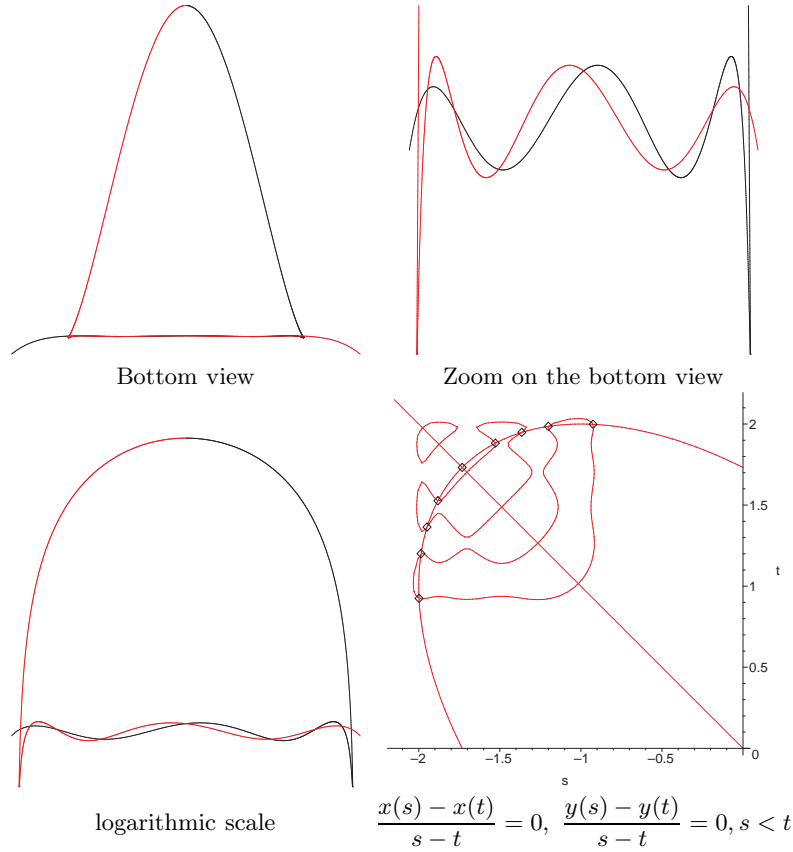 Bottom view
Zoom on the bottom view
2
1.5
1
t
0.5
0
−2
−1.5
−1
−0.5
s
logarithmic scale
\frac{x(s) − x(t)}{s − t} = 0, \frac{y(s) − y(t)}{s − t} = 0, s < t